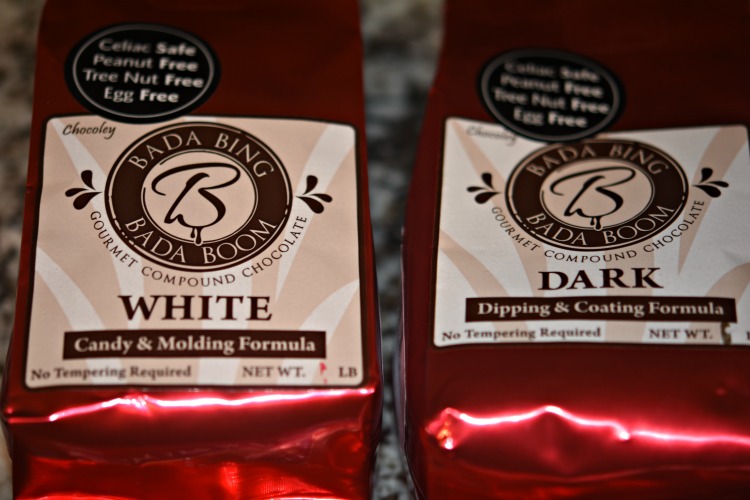 Celiac Safe
Peanut Free
Tree Nut Free
Egg Free
Chocoley
BADA BING
B
BADA BOOM
GOURMET COMPOUND CHOCOLATE
WHITE
Candy & Molding Formula
No Tempering Required NET WT. LB
Celiac Safe
Peanut Free
Tree Nut Free
Egg Free
Chocoley
BADA BING
B
BADA BOOM
GOURMET COMPOUND CHOCOLATE
DARK
Dipping & Coating Formula
No Tempering Required NET WT.